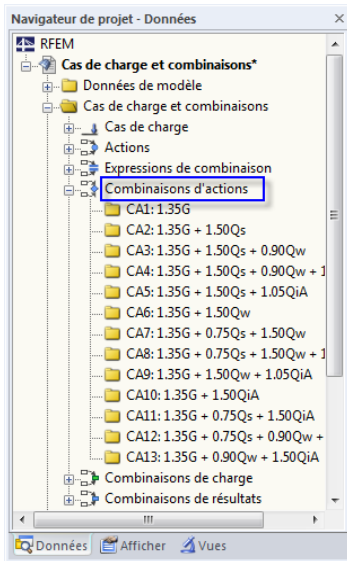 Navigateur de projet - Données
RFEM
Cas de charge et combinaisons*
Données de modèle
Cas de charge et combinaisons
Cas de charge
Actions
Expressions de combinaison
Combinaisons d'actions
CA1: 1.35G
CA2: 1.35G + 1.50Qs
CA3: 1.35G + 1.50Qs + 0.90Qw
CA4: 1.35G + 1.50Qs + 0.90Qw + 1
CA5: 1.35G + 1.50Qs + 1.05QiA
CA6: 1.35G + 1.50Qw
CA7: 1.35G + 0.75Qs + 1.50Qw
CA8: 1.35G + 0.75Qs + 1.50Qw + 1
CA9: 1.35G + 1.50Qw + 1.05QiA
CA10: 1.35G + 1.50QiA
CA11: 1.35G + 0.75Qs + 1.50QiA
CA12: 1.35G + 0.75Qs + 0.90Qw +
CA13: 1.35G + 0.90Qw + 1.50QiA
Combinaisons de charge
Combinaisons de résultats
Données Afficher Vues